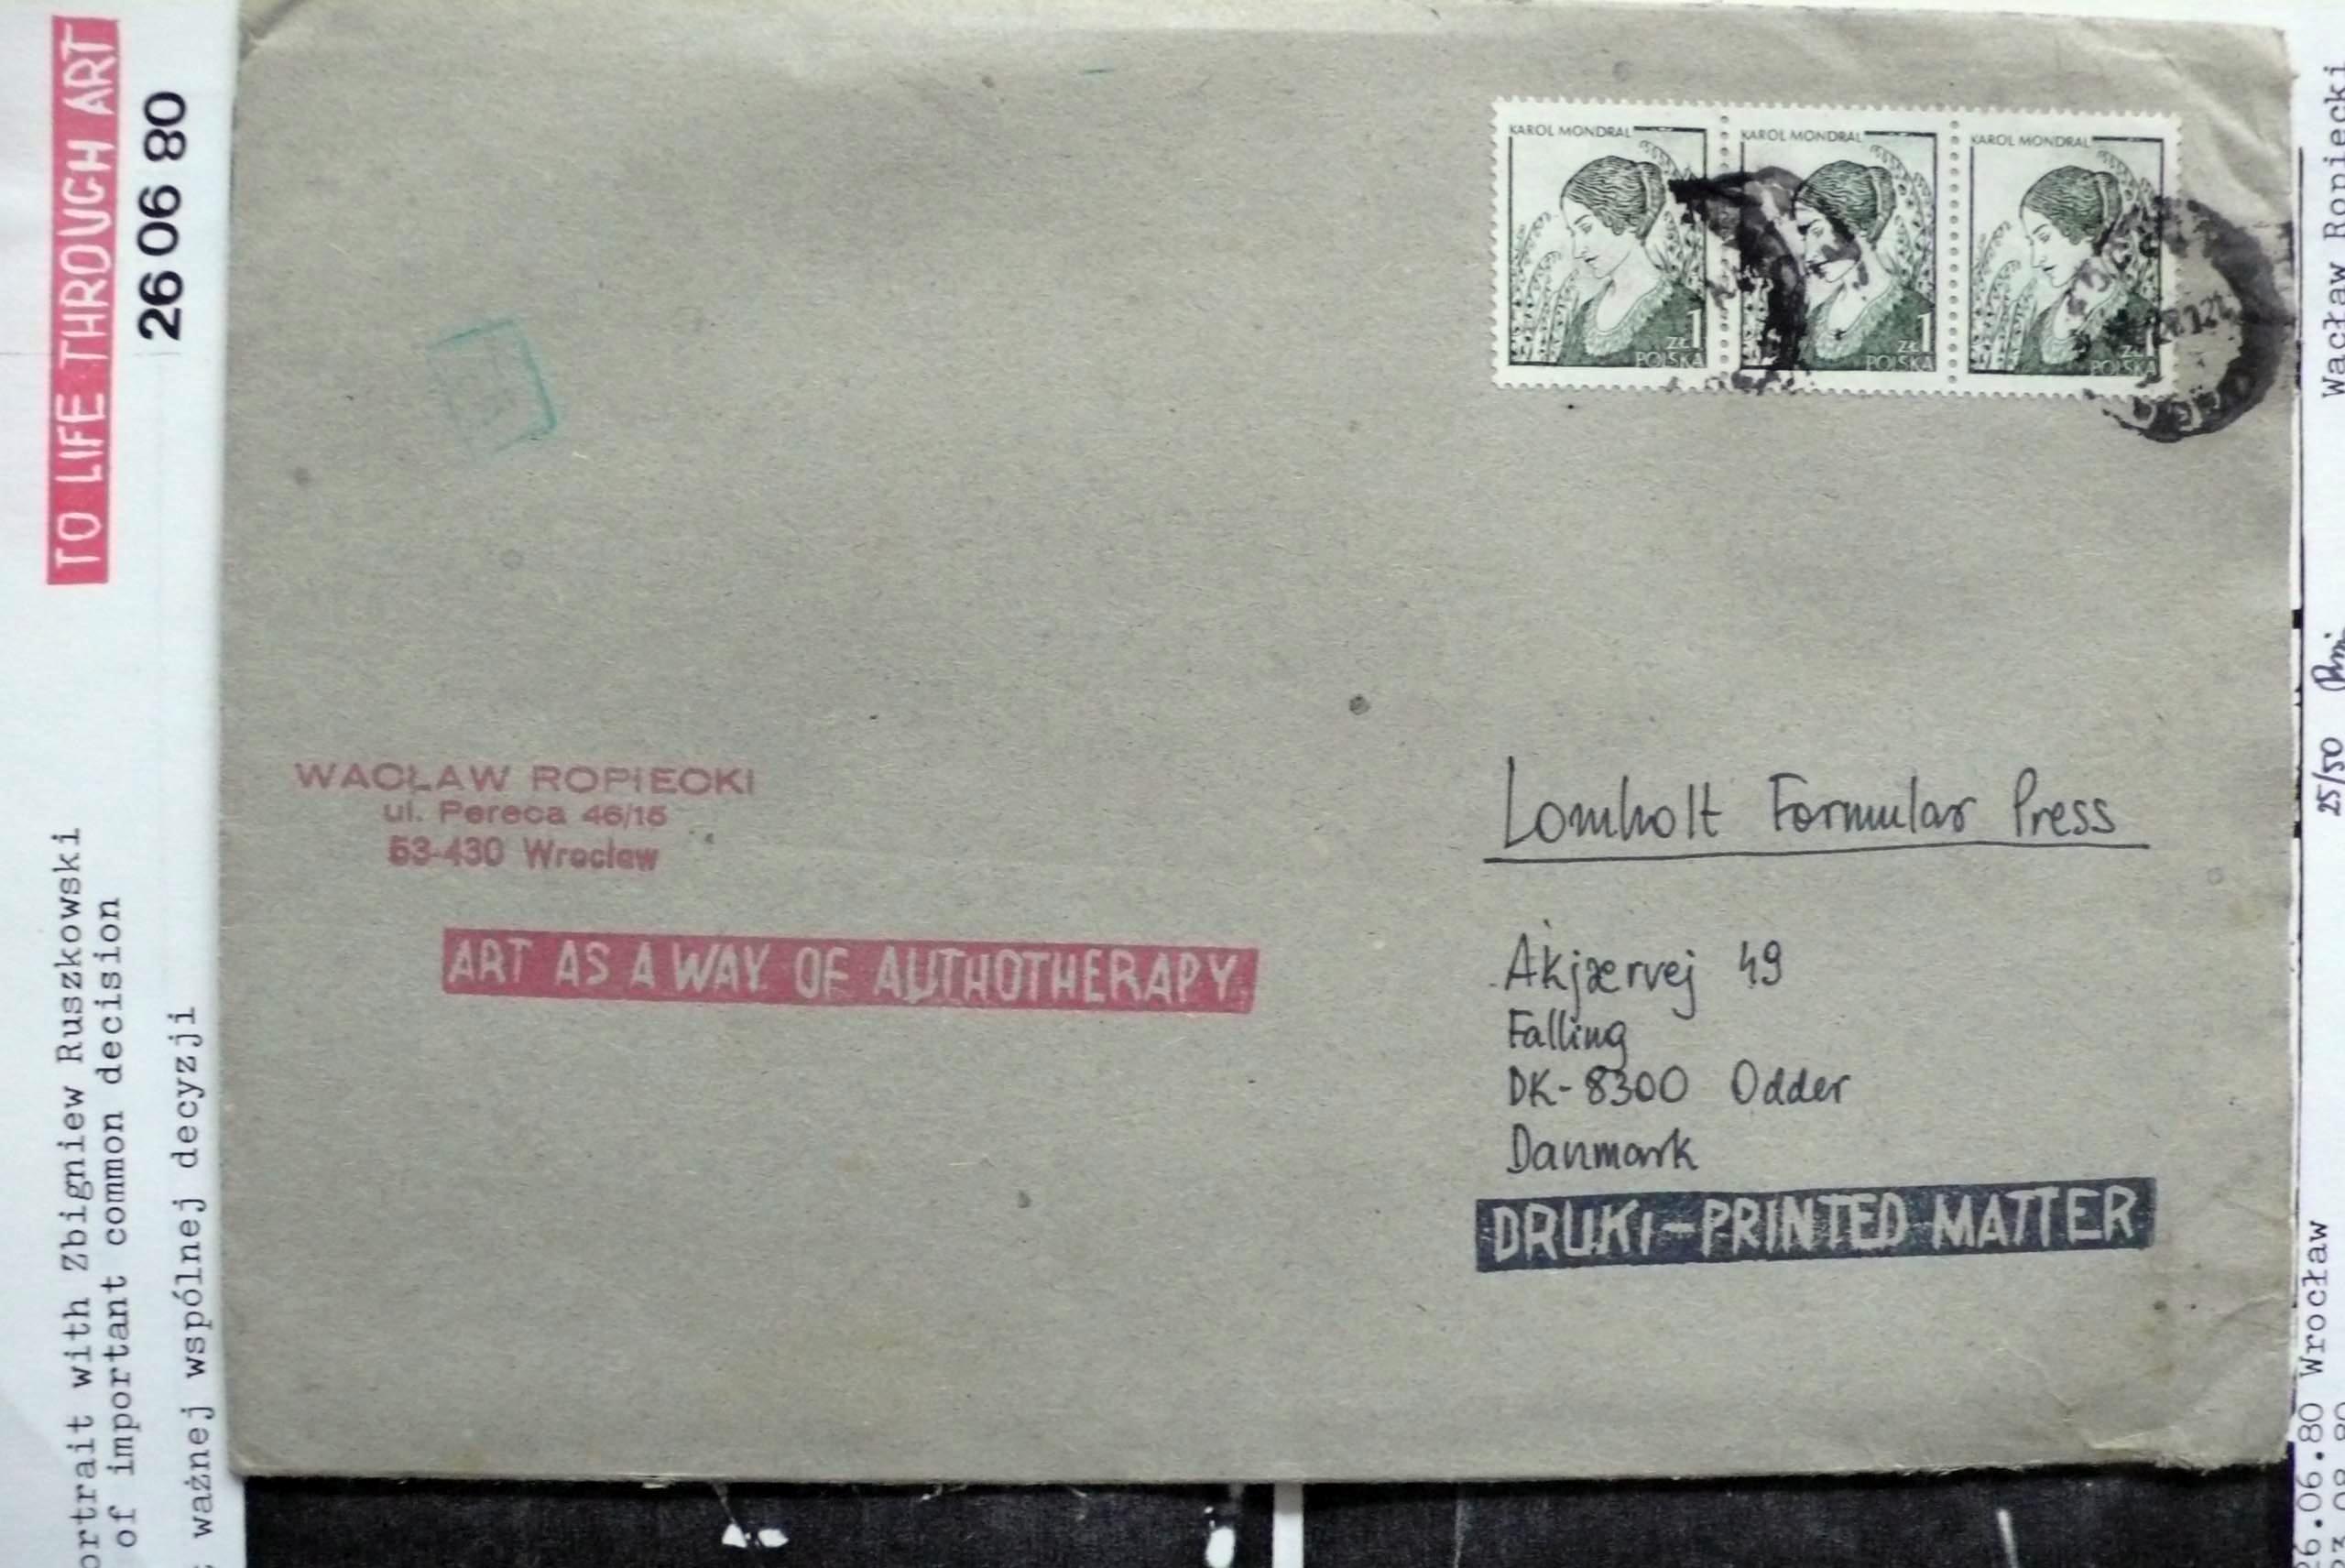 TO LIFE THROUGH ART
26 06 80
ortrait with Zbigniew Ruszkowski
of important common decision
ważnej wspólnej decyzji
KAROL MONDRAL
1
ZŁ
POLSKA
KAROL MONDRAL
1
ZŁ
POLSKA
KAROL MONDRAL
1
ZŁ
POLSKA
WACŁAW ROPIECKI
ul. Pereca 46/15
53-430 Wrocław
ART AS A WAY OF AUTHOTHERAPY
Lomholt Formular Press
Akjærvej 49
Falling
DK-8300 Odder
Danmark
DRUKI-PRINTED MATTER
Wacław Ropiecki
25/50
6.06.80 Wrocław